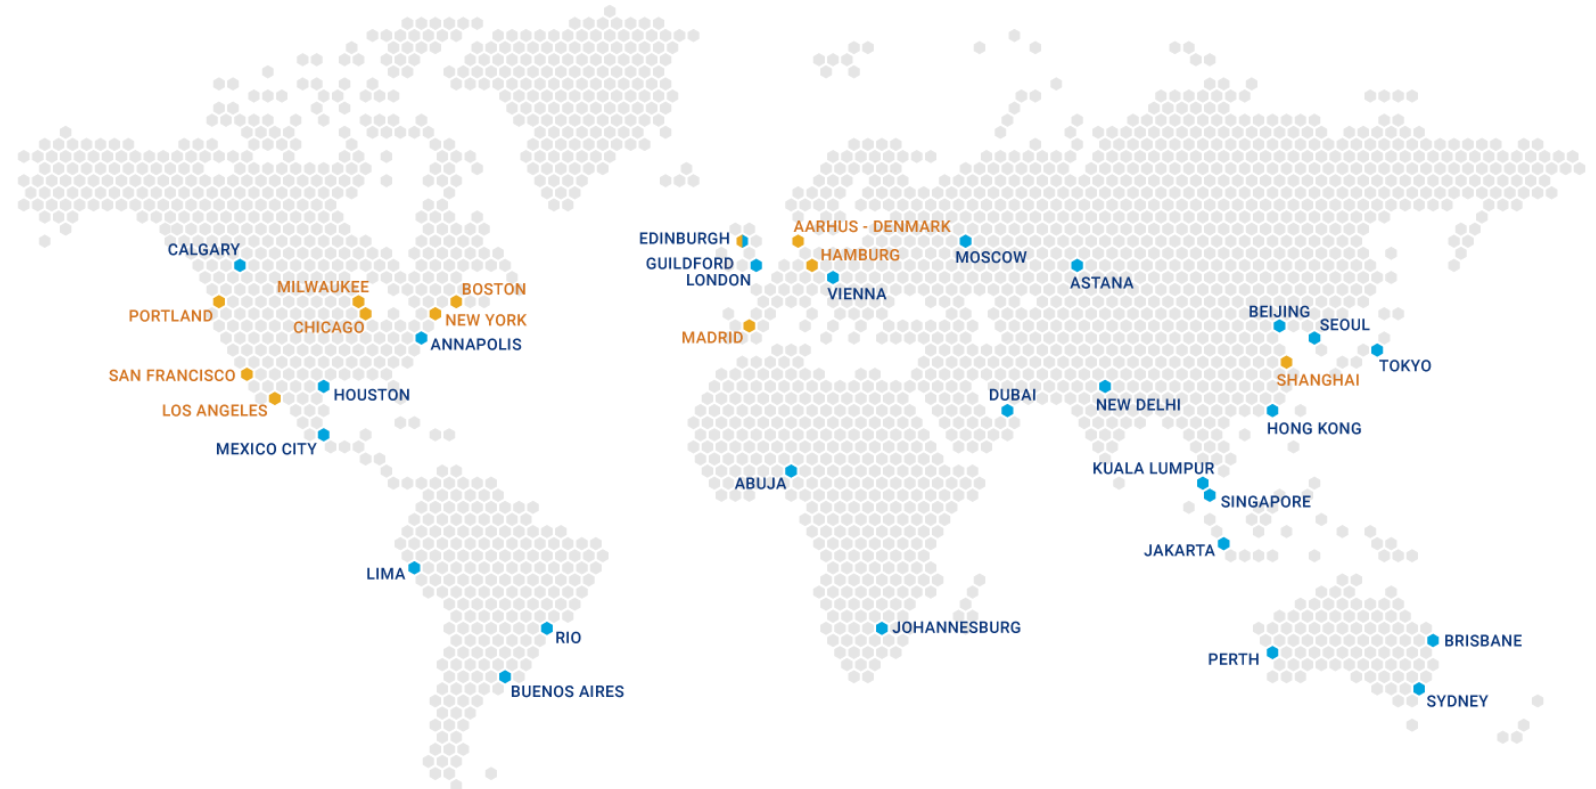 CALGARY
MILWAUKEE
BOSTON
PORTLAND
CHICAGO
NEW YORK
ANNAPOLIS
SAN FRANCISCO
HOUSTON
LOS ANGELES
MEXICO CITY
LIMA
RIO
BUENOS AIRES
EDINBURGH
GUILDFORD
LONDON
AARHUS - DENMARK
HAMBURG
VIENNA
MADRID
MOSCOW
ASTANA
ABUJA
JOHANNESBURG
DUBAI
NEW DELHI
BEIJING
SEOUL
TOKYO
SHANGHAI
HONG KONG
KUALA LUMPUR
SINGAPORE
JAKARTA
PERTH
BRISBANE
SYDNEY